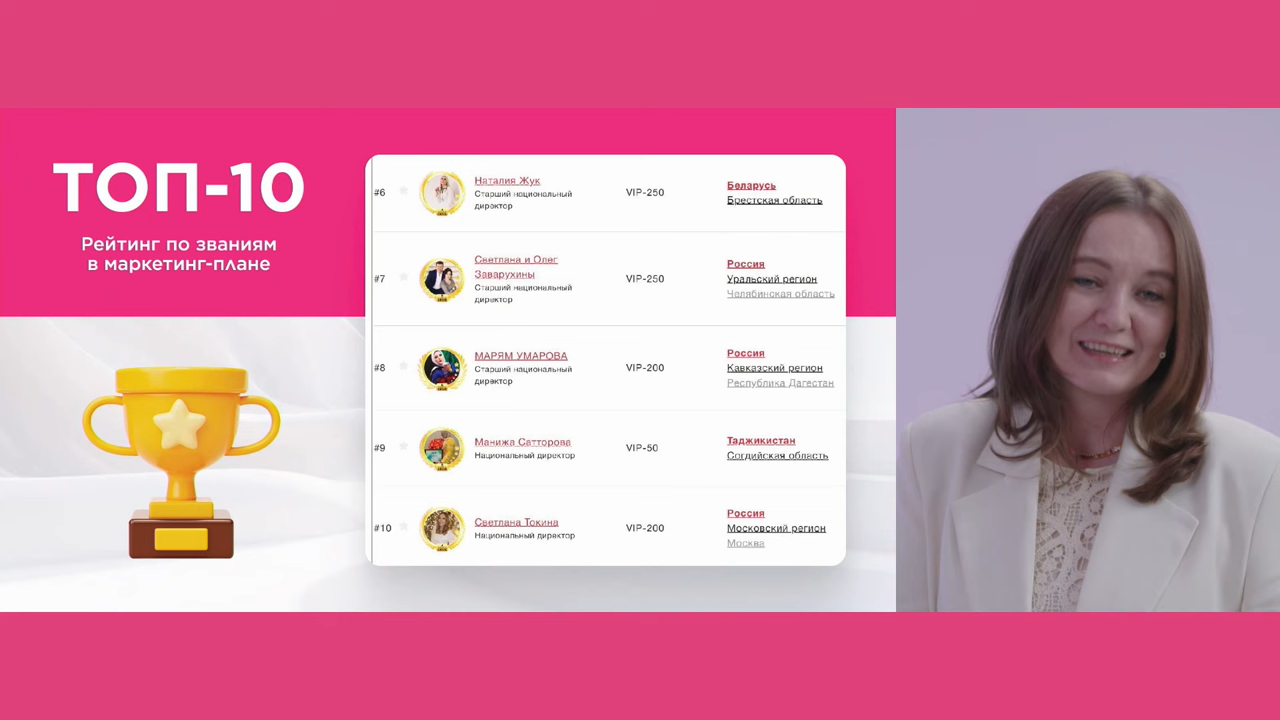 ТОП-10
Рейтинг по званиям
в маркетинг-плане
#6
Наталия Жук
Старший национальный
директор
VIP-250
Беларусь
Брестская область
#7
Светлана и Олег
Заварухины
Старший национальный
директор
VIP-250
Россия
Уральский регион
Челябинская область
#8
МАРЯМ УМАРОВА
Старший национальный
директор
VIP-200
Россия
Кавказский регион
Республика Дагестан
#9
Манижа Сатторова
Национальный директор
VIP-50
Таджикистан
Согдийская область
#10
Светлана Токина
Национальный директор
VIP-200
Россия
Московский регион
Москва